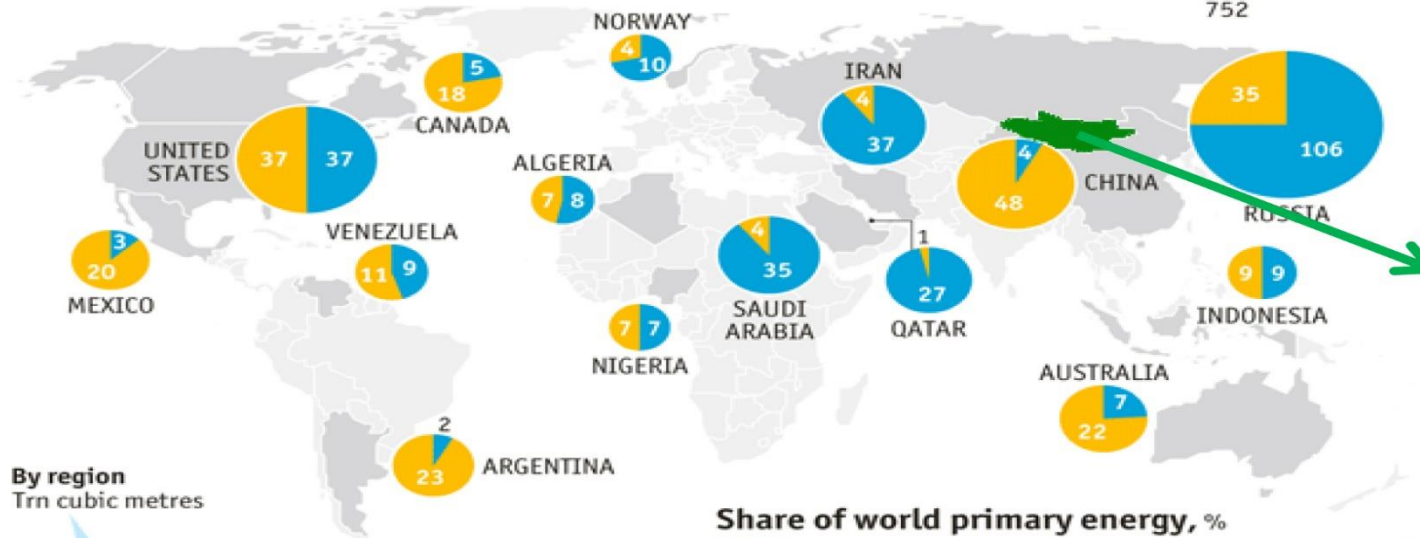 752
NORWAY
4
10
5
18
CANADA
IRAN
4
37
35
106
RUSSIA
UNITED
STATES
37
37
ALGERIA
7
8
4
48
CHINA
VENEZUELA
11
9
3
20
MEXICO
4
35
SAUDI
ARABIA
1
27
QATAR
9
9
INDONESIA
7
7
NIGERIA
AUSTRALIA
7
22
2
23
ARGENTINA
By region
Trn cubic metres
Share of world primary energy, %